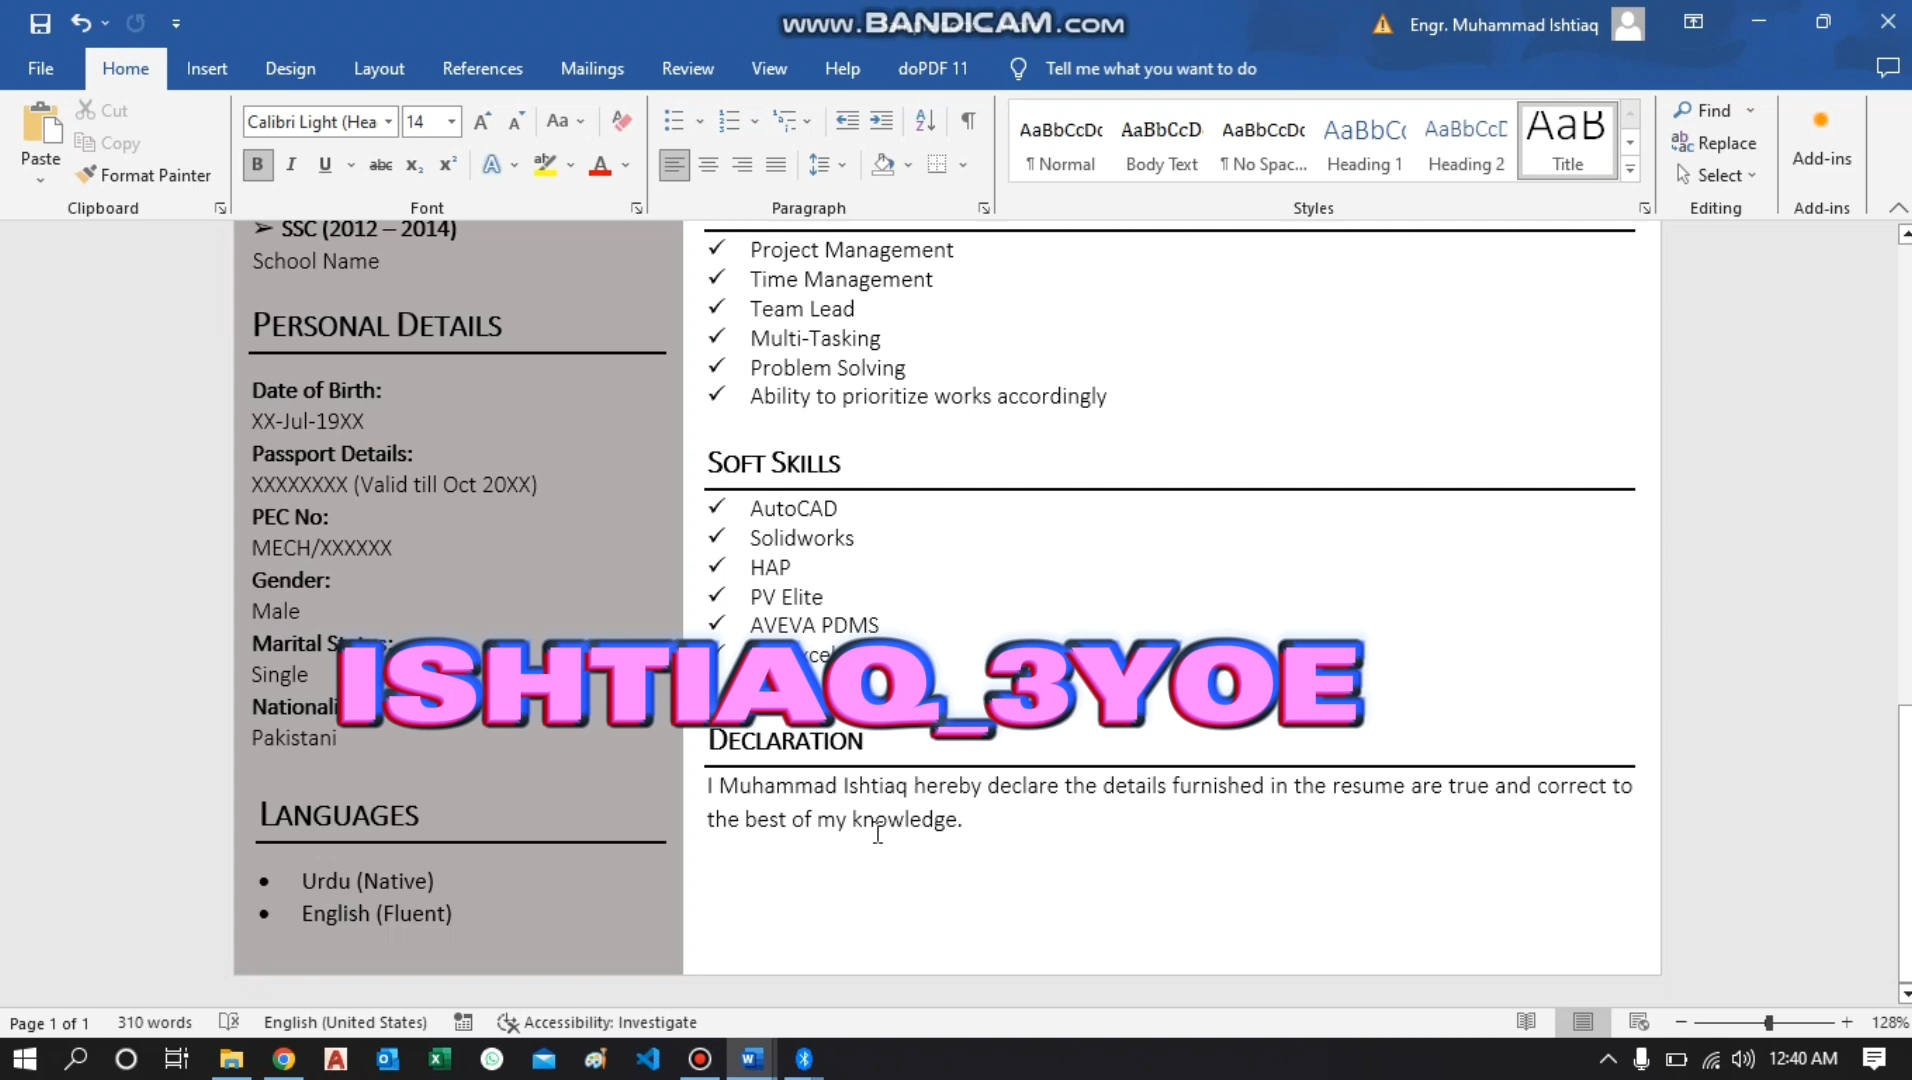 www.BANDICAM.com
Engr. Muhammad Ishtiaq
File Home Insert Design Layout References Mailings Review View Help doPDF 11 Tell me what you want to do
Paste
Cut
Copy
Format Painter
Clipboard
Calibri Light (Hea 14
Font
Paragraph
AaBbCcDc AaBbCcD AaBbCcDc AaBbC AaBbCcD AaB
¶ Normal Body Text ¶ No Spac... Heading 1 Heading 2 Title
Styles
Find
Replace
Select
Editing
Add-ins
Add-ins
➢ SSC (2012 – 2014)
School Name
PERSONAL DETAILS
Date of Birth:
XX-Jul-19XX
Passport Details:
XXXXXXXX (Valid till Oct 20XX)
PEC No:
MECH/XXXXXX
Gender:
Male
Marital Status:
Single
Pakistani
LANGUAGES
• Urdu (Native)
• English (Fluent)
✓ Project Management
✓ Time Management
✓ Team Lead
✓ Multi-Tasking
✓ Problem Solving
✓ Ability to prioritize works accordingly
SOFT SKILLS
✓ AutoCAD
✓ Solidworks
✓ HAP
✓ PV Elite
✓ AVEVA PDMS
ISHTIAQ_3YOE
DECLARATION
I Muhammad Ishtiaq hereby declare the details furnished in the resume are true and correct to
the best of my knowledge.
Page 1 of 1 310 words English (United States) Accessibility: Investigate 128%
12:40 AM